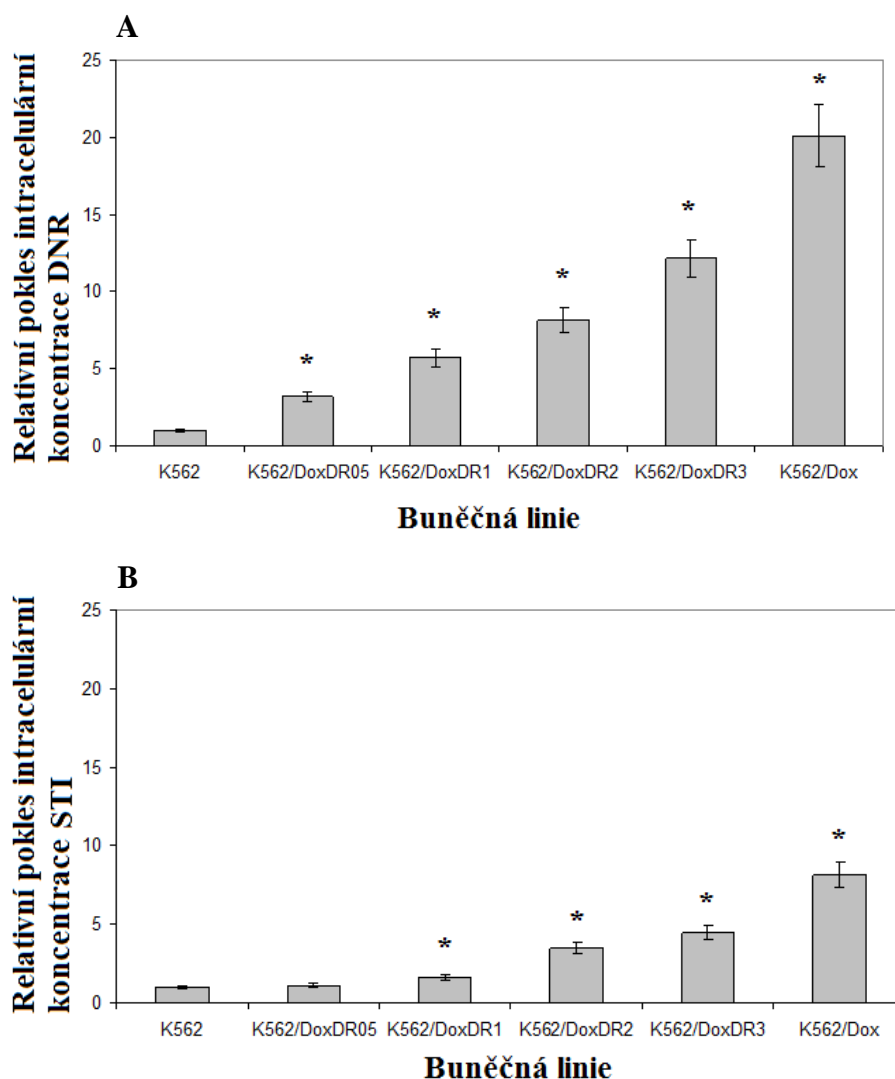 A
Relativní pokles intracelulární
koncentrace DNR
25
20
15
10
5
0
*
*
*
*
*
K562
K562/DoxDR05
K562/DoxDR1
K562/DoxDR2
K562/DoxDR3
K562/Dox
Buněčná linie
B
Relativní pokles intracelulární
koncentrace STI
25
20
15
10
5
0
*
*
*
*
K562
K562/DoxDR05
K562/DoxDR1
K562/DoxDR2
K562/DoxDR3
K562/Dox
Buněčná linie